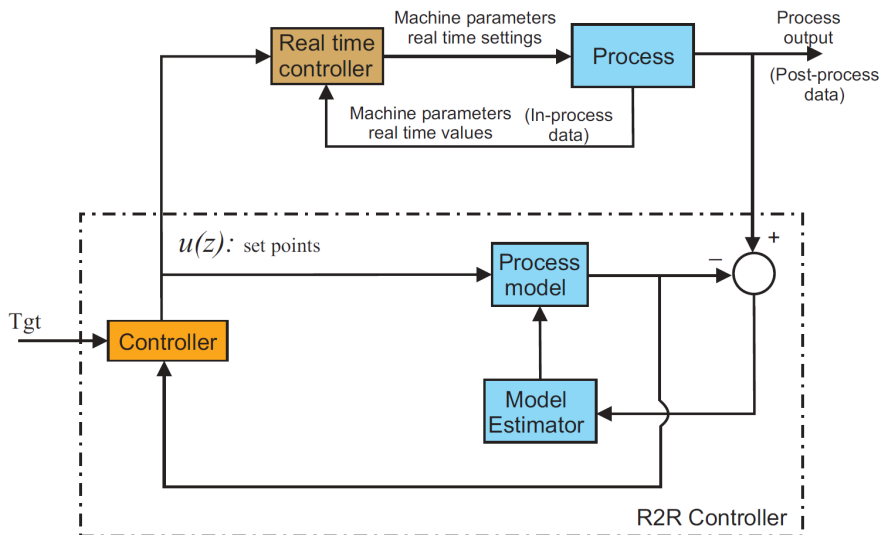 Machine parameters
real time settings
Process
output
Real time
controller
Process
(Post-process
data)
Machine parameters
real time values
(In-process
data)
u(z): set points
+
−
Process
model
Tgt
Controller
Model
Estimator
R2R Controller